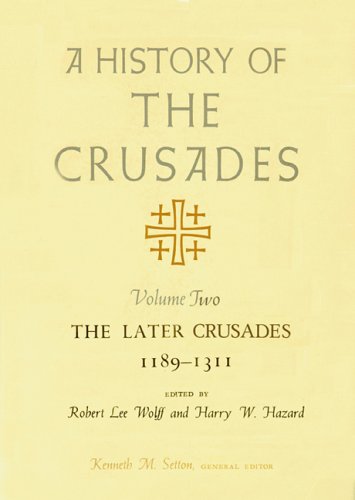 A HISTORY OF
THE
CRUSADES
Volume Two
THE LATER CRUSADES
1189-1311
EDITED BY
Robert Lee Wolff and Harry W. Hazard
Kenneth M. Setton, GENERAL EDITOR